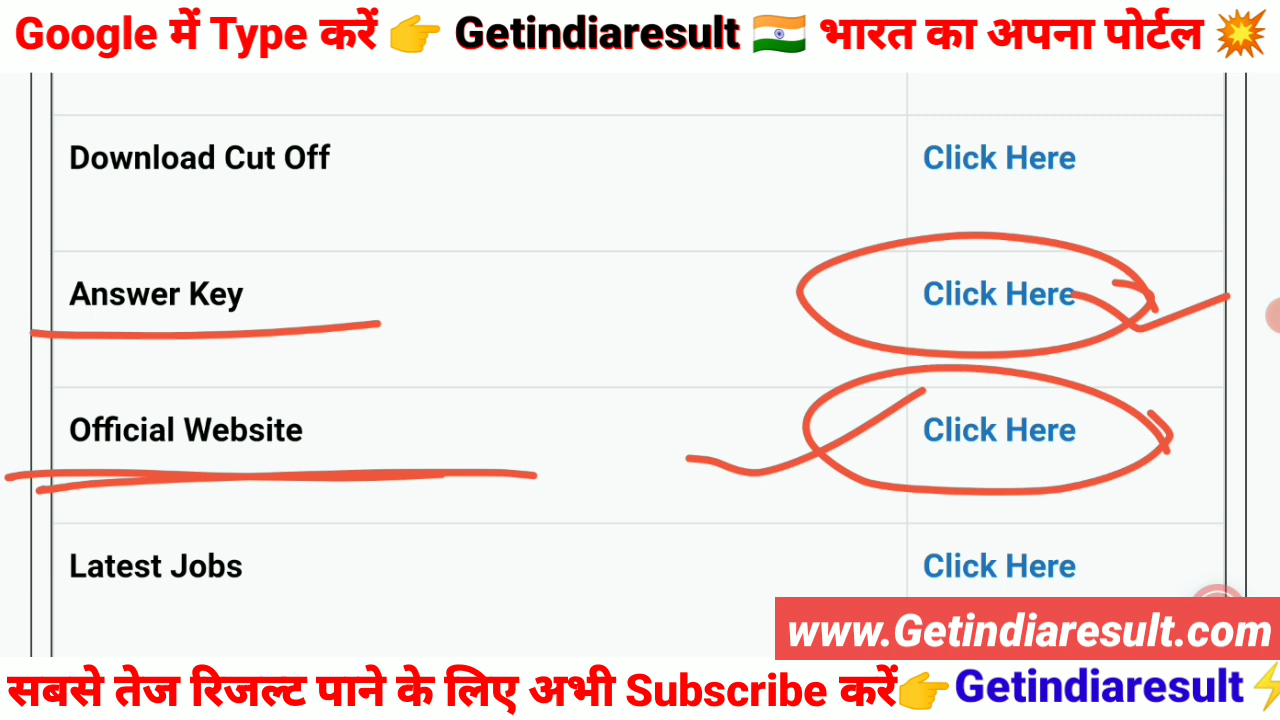 Google में Type करें 👉 Getindiaresult 🇮🇳 भारत का अपना पोर्टल 💥
Download Cut Off Click Here
Answer Key Click Here
Official Website Click Here
Latest Jobs Click Here
www.Getindiaresult.com
सबसे तेज रिजल्ट पाने के लिए अभी Subscribe करें👉Getindiaresult⚡